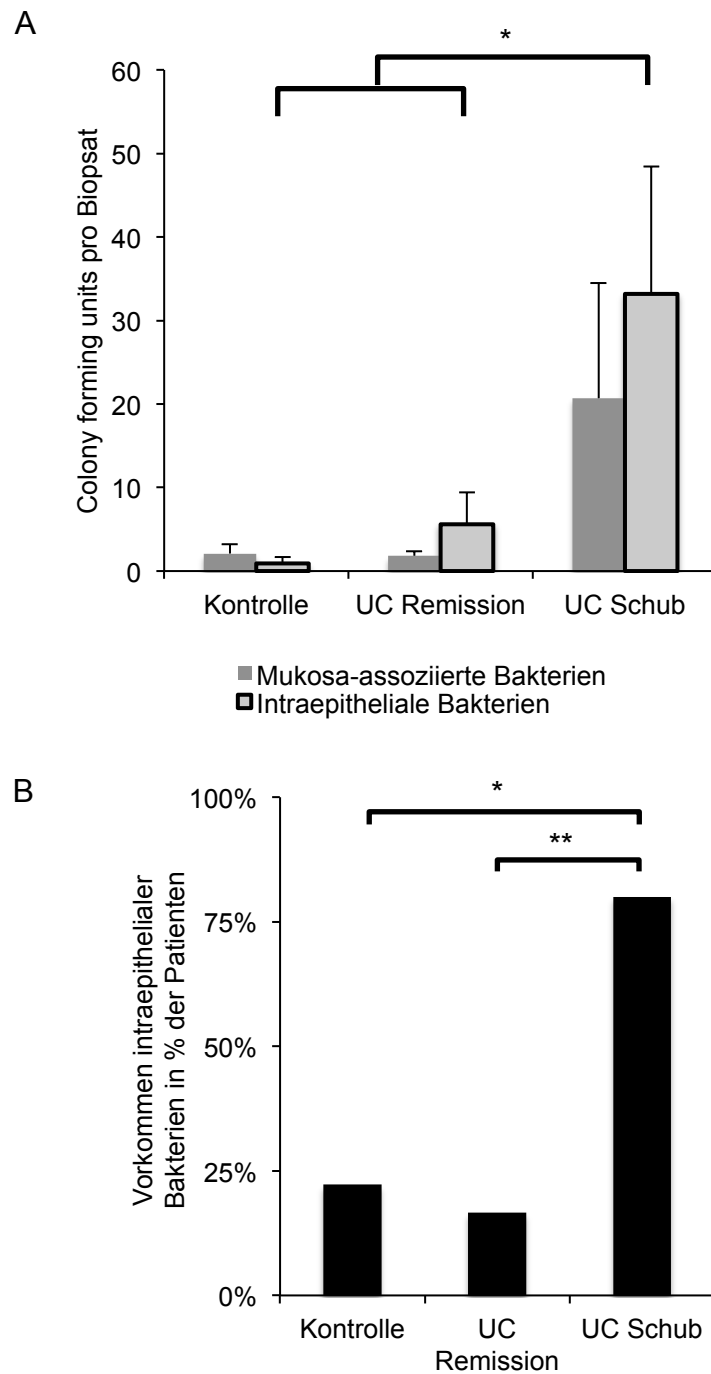 A
*
60
50
40
30
20
10
0
Colony forming units pro Biopsat
Kontrolle
UC Remission
UC Schub
Mukosa-assoziierte Bakterien
Intraepitheliale Bakterien
B
*
**
100%
75%
50%
25%
0%
Vorkommen intraepithelialer
Bakterien in % der Patienten
Kontrolle
UC
Remission
UC Schub